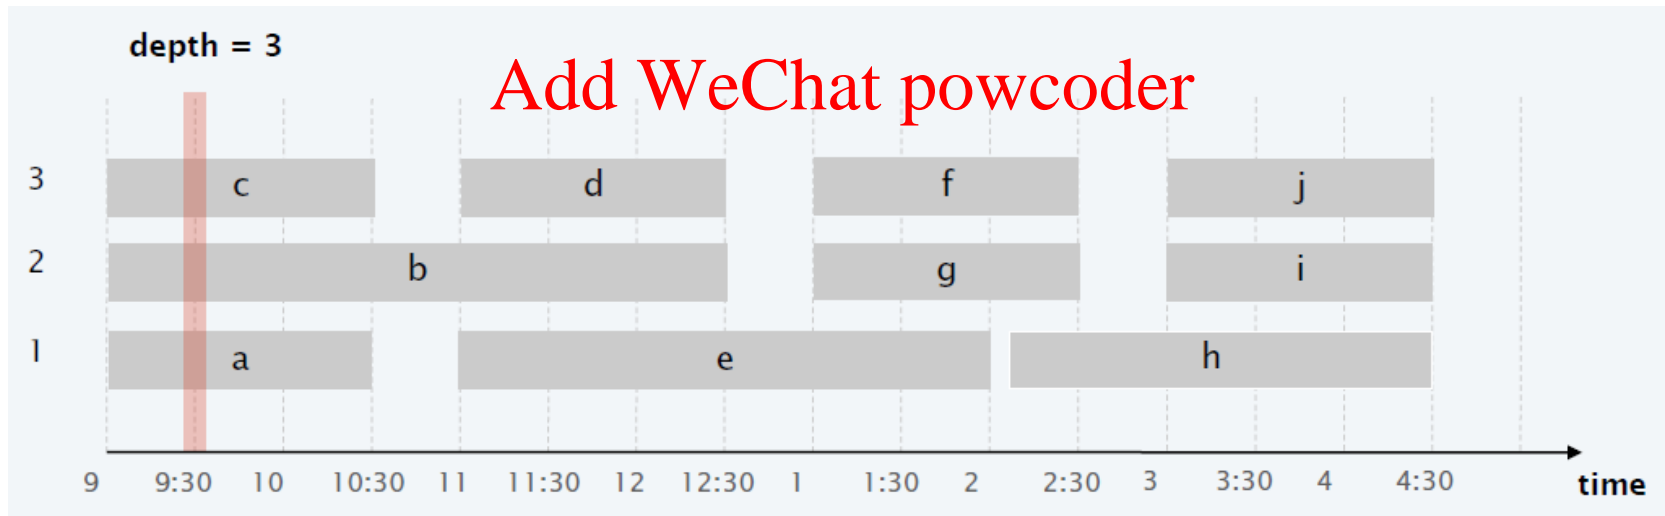 depth = 3
Add WeChat powcoder
3 c d f j
2 b g i
1 a e h
9 9:30 10 10:30 11 11:30 12 12:30 1 1:30 2 2:30 3 3:30 4 4:30
time